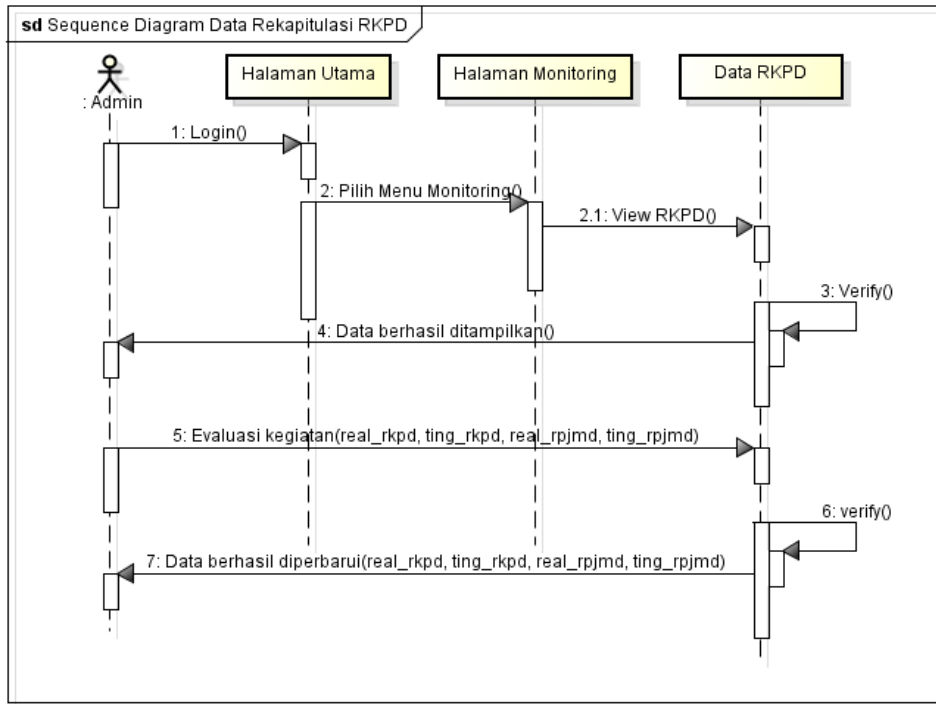 sd Sequence Diagram Data Rekapitulasi RKPD
: Admin
Halaman Utama
Halaman Monitoring
Data RKPD
1: Login()
2: Pilih Menu Monitoring()
2.1: View RKPD()
3: Verify()
4: Data berhasil ditampilkan()
5: Evaluasi kegiatan(real_rkpd, ting_rkpd, real_rpjmd, ting_rpjmd)
6: verify()
7: Data berhasil diperbarui(real_rkpd, ting_rkpd, real_rpjmd, ting_rpjmd)